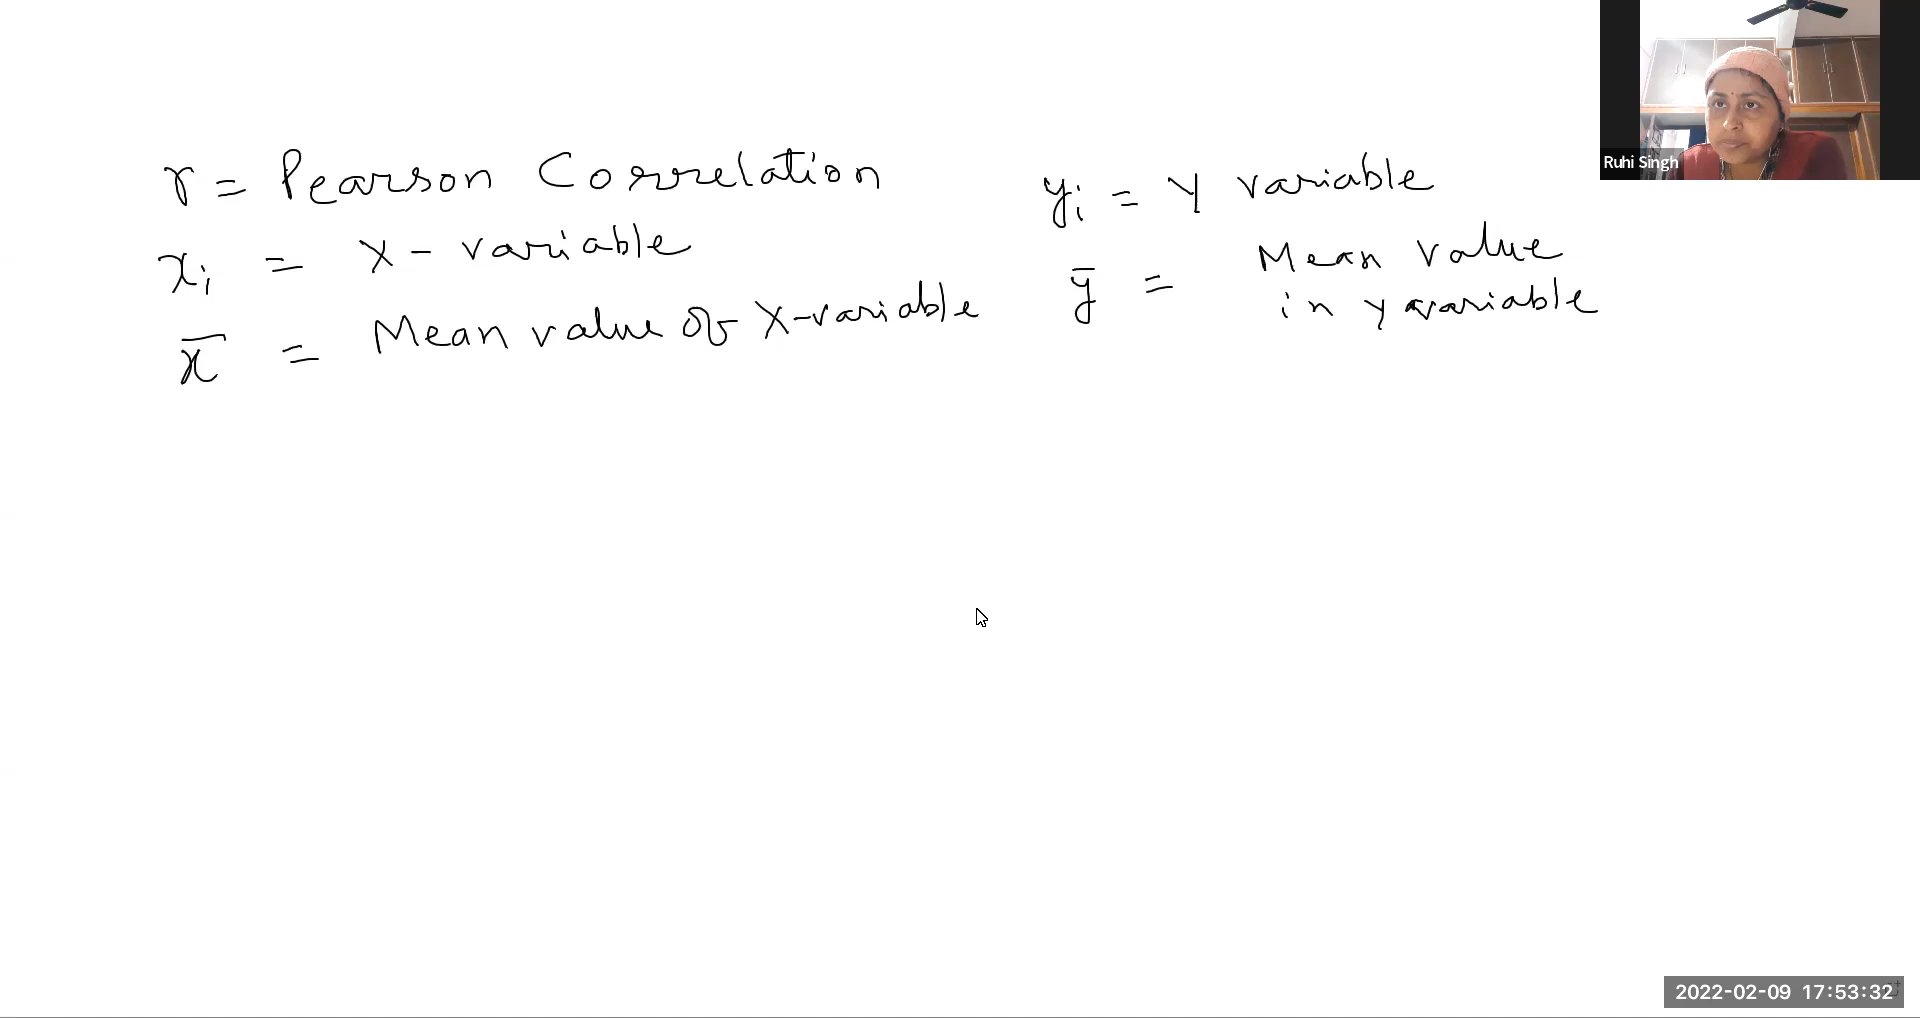 r = Pearson Correlation
xi = X - variable
x̄ = Mean value of X-variable
yi = Y variable
ȳ = Mean value
in y variable
Ruhi Singh
2022-02-09 17:53:32